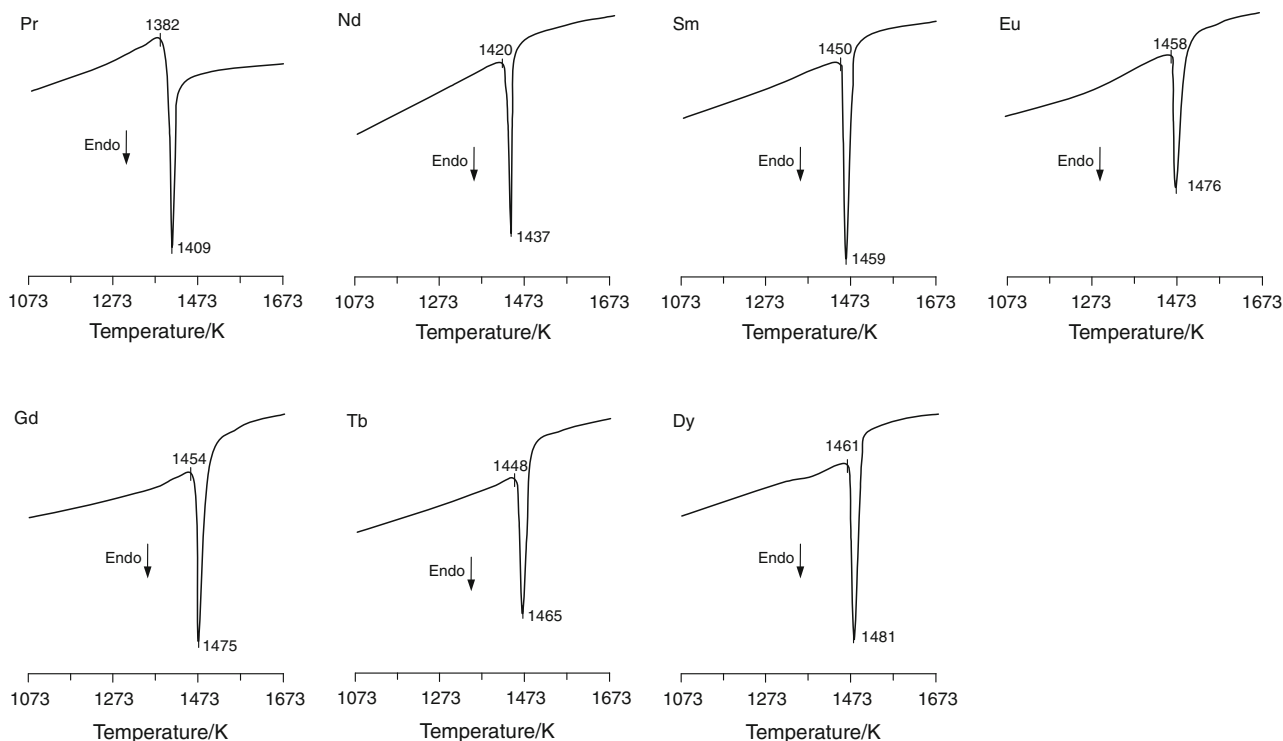 Pr
1382
Endo
1409
1073 1273 1473 1673
Temperature/K
Nd
1420
Endo
1437
1073 1273 1473 1673
Temperature/K
Sm
1450
Endo
1459
1073 1273 1473 1673
Temperature/K
Eu
1458
Endo
1476
1073 1273 1473 1673
Temperature/K
Gd
1454
Endo
1475
1073 1273 1473 1673
Temperature/K
Tb
1448
Endo
1465
1073 1273 1473 1673
Temperature/K
Dy
1461
Endo
1481
1073 1273 1473 1673
Temperature/K